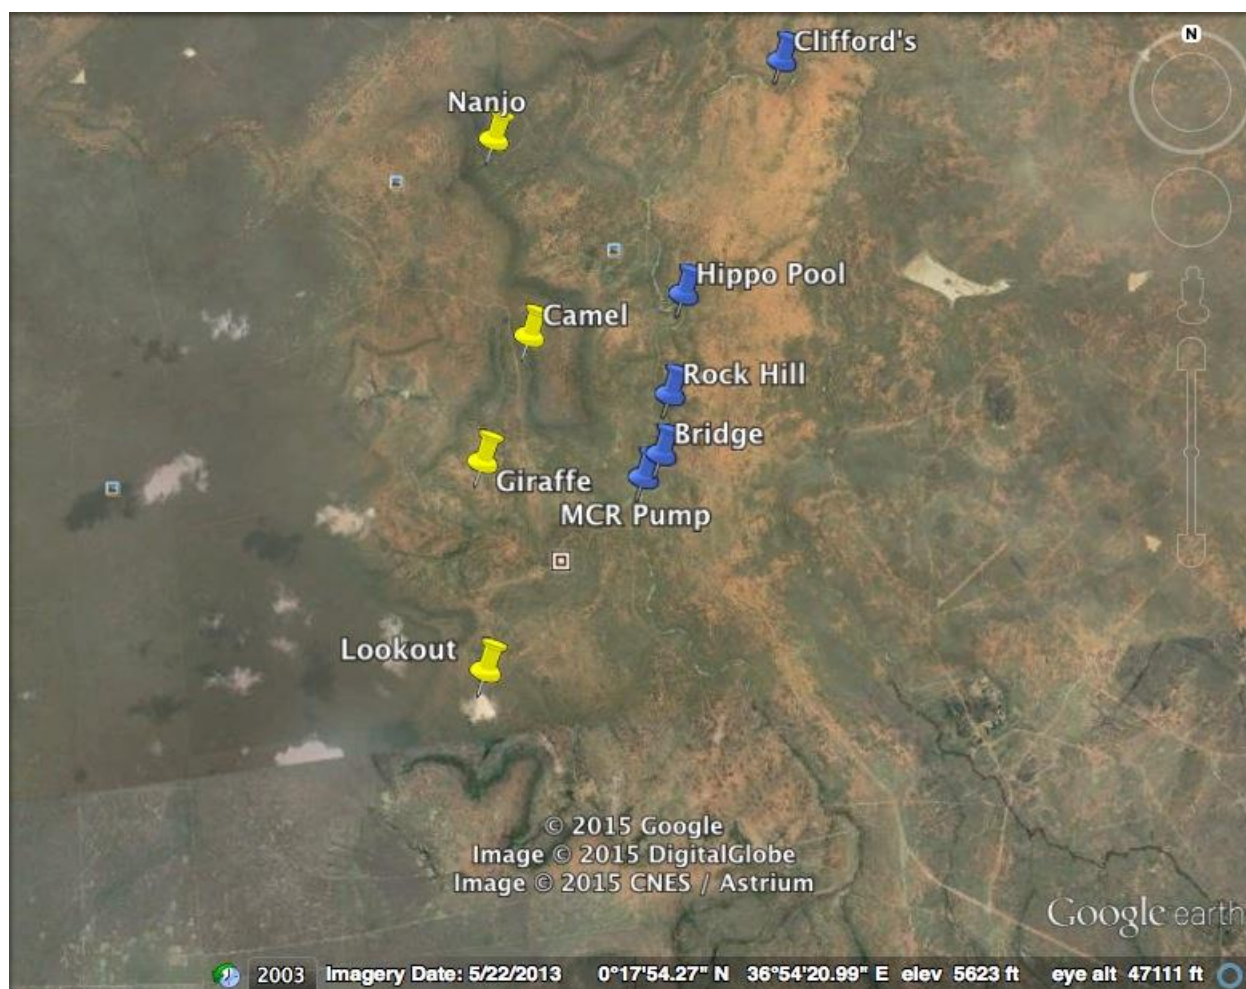 N
Clifford's
Nanjo
Hippo Pool
Camel
Rock Hill
Bridge
Giraffe
MCR Pump
Lookout
© 2015 Google
Image © 2015 DigitalGlobe
Image © 2015 CNES / Astrium
Google earth
2003 Imagery Date: 5/22/2013 0°17'54.27" N 36°54'20.99" E elev 5623 ft eye alt 47111 ft